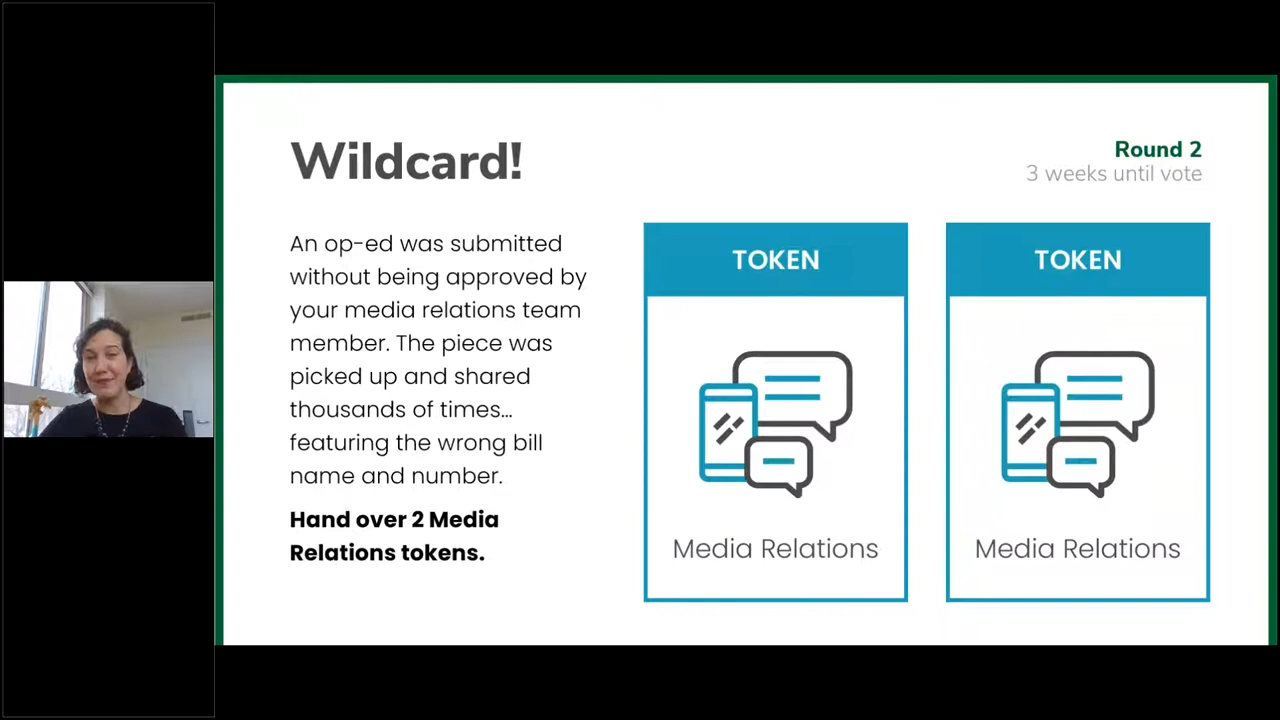 Wildcard!
Round 2
3 weeks until vote
An op-ed was submitted
without being approved by
your media relations team
member. The piece was
picked up and shared
thousands of times...
featuring the wrong bill
name and number.
Hand over 2 Media
Relations tokens.
TOKEN
Media Relations
TOKEN
Media Relations